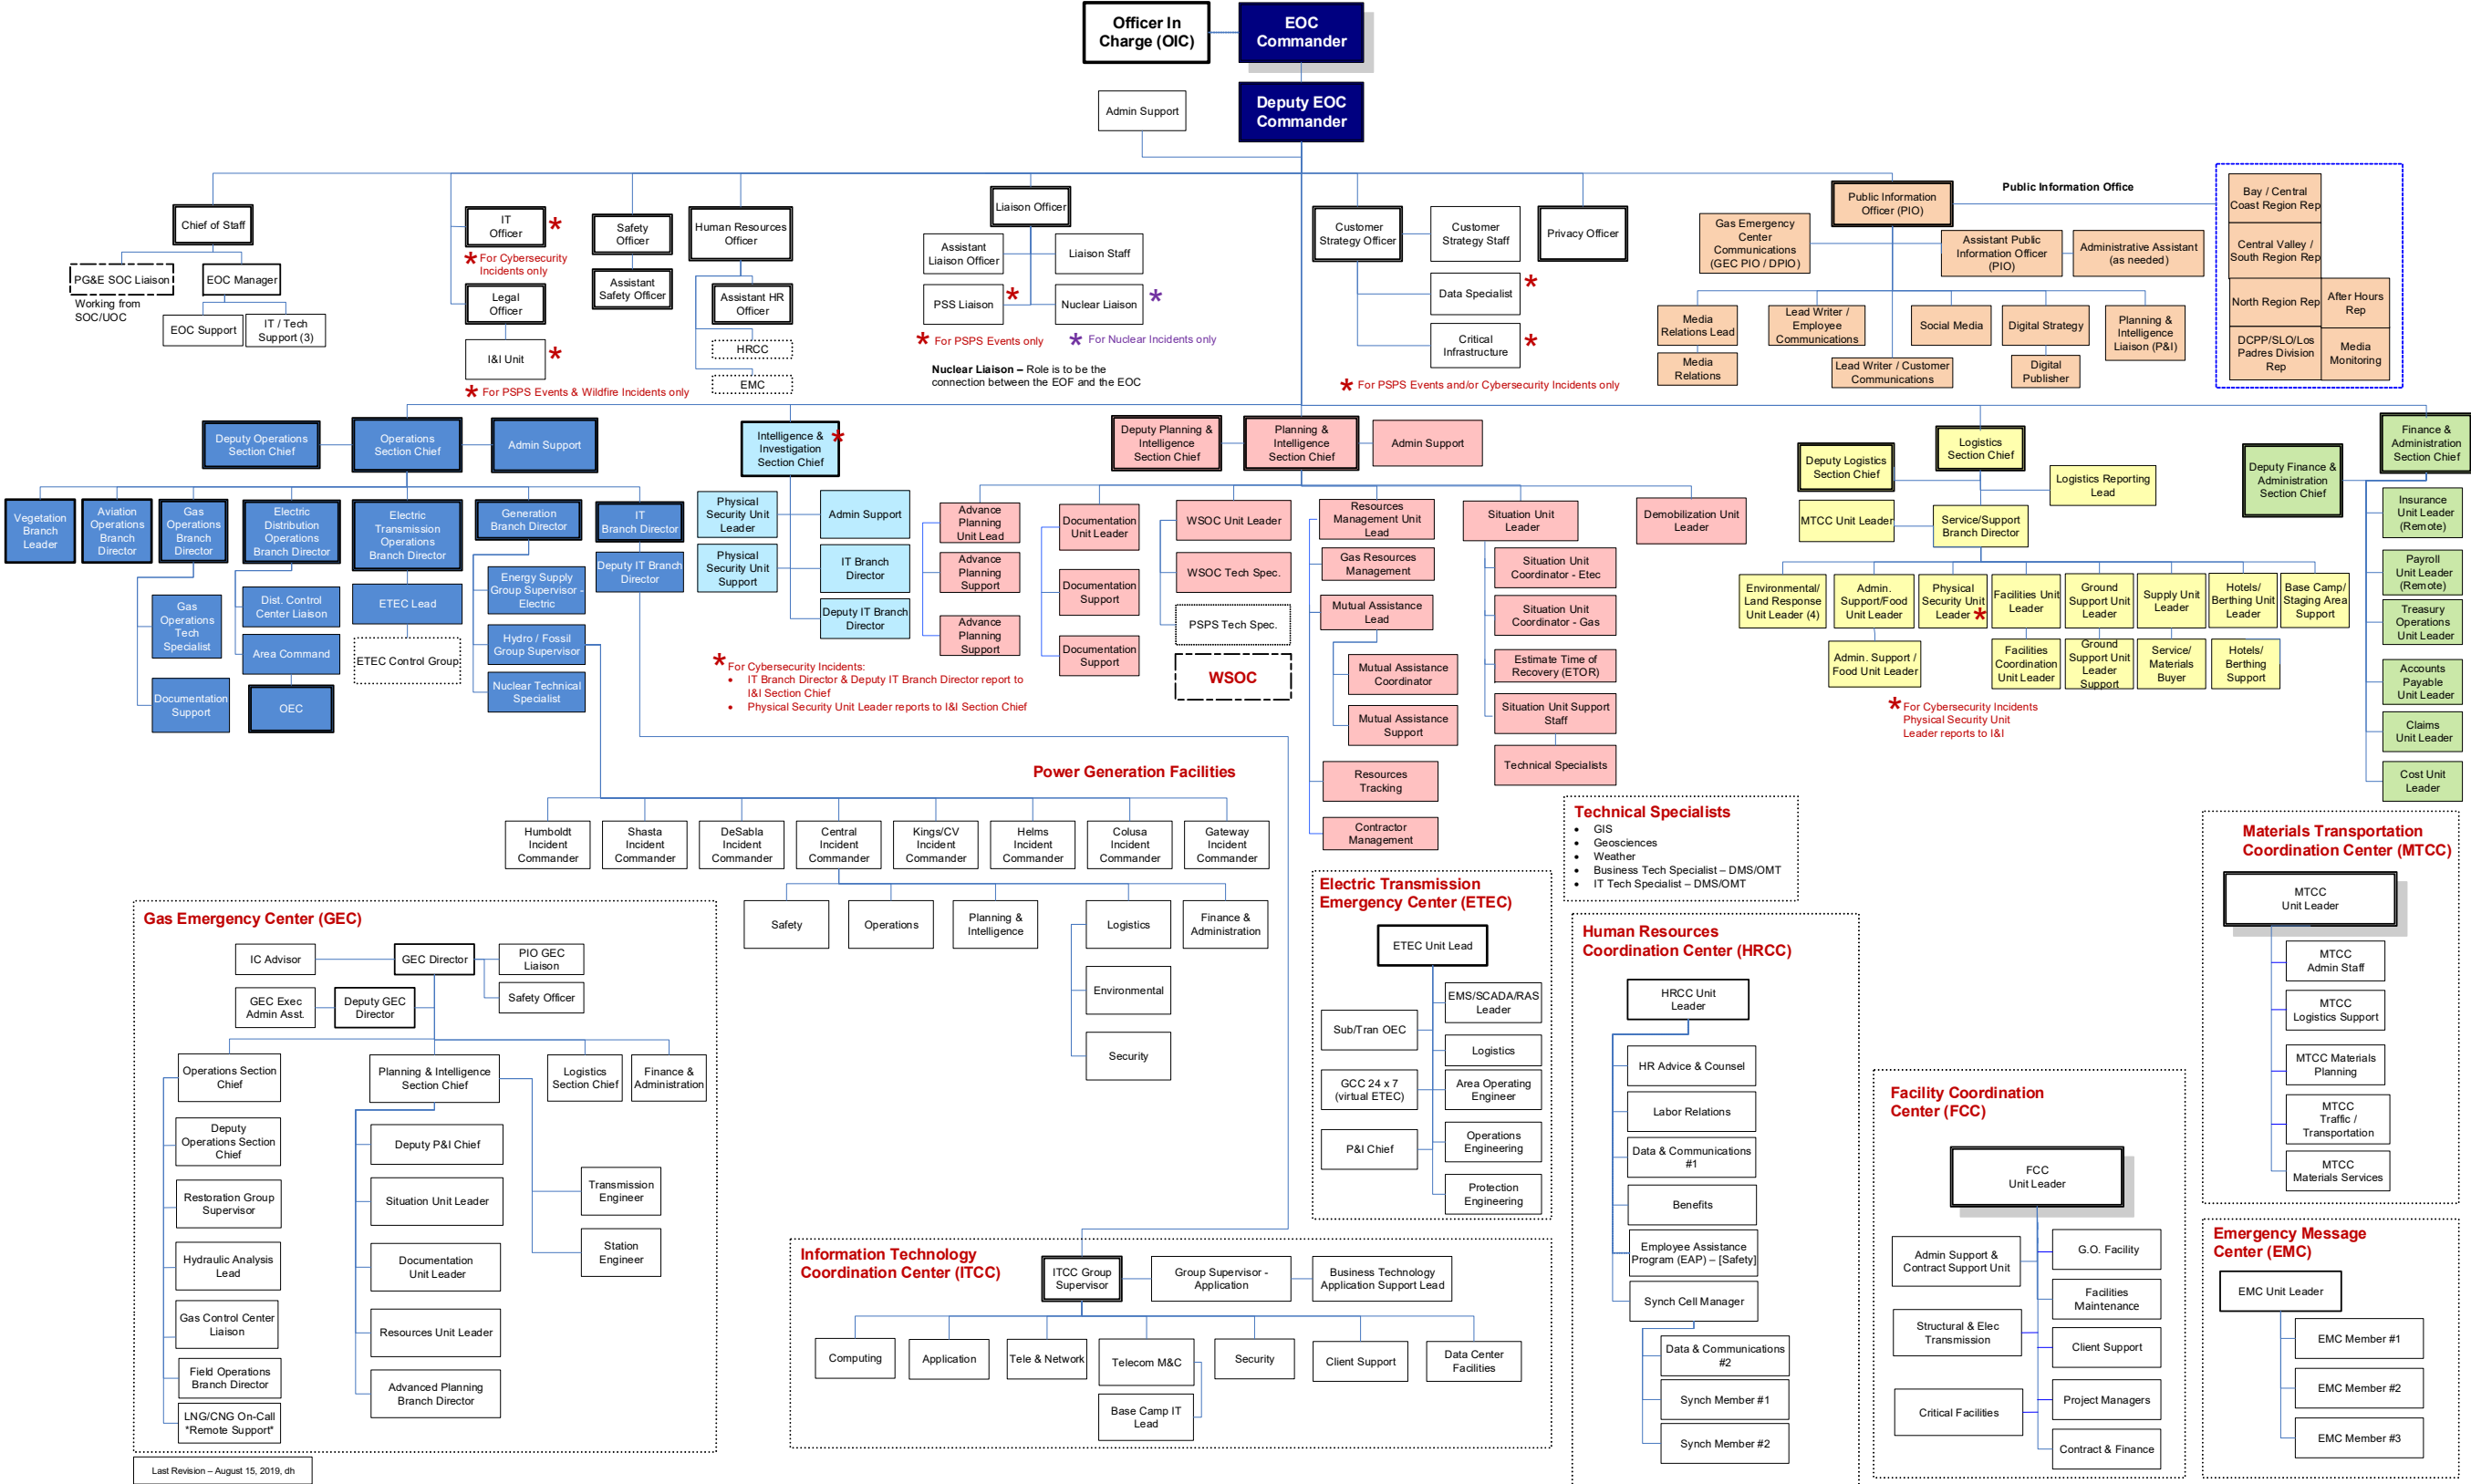 Officer In
Charge (OIC)
EOC
Commander
Deputy EOC
Commander
Admin Support
Chief of Staff
PG&E SOC Liaison
Working from
SOC/UOC
EOC Manager
EOC Support
IT / Tech
Support (3)
IT
Officer
*
* For Cybersecurity
Incidents only
Legal
Officer
I&I Unit
*
* For PSPS Events & Wildfire Incidents only
Safety
Officer
Assistant
Safety Officer
Human Resources
Officer
Assistant HR
Officer
HRCC
EMC
Liaison Officer
Assistant
Liaison Officer
Liaison Staff
PSS Liaison
*
Nuclear Liaison
*
* For PSPS Events only
* For Nuclear Incidents only
Nuclear Liaison – Role is to be the
connection between the EOF and the EOC
Customer
Strategy Officer
Customer
Strategy Staff
Data Specialist
*
Critical
Infrastructure
*
* For PSPS Events and/or Cybersecurity Incidents only
Privacy Officer
Public Information
Officer (PIO)
Public Information Office
Gas Emergency
Center
Communications
(GEC PIO / DPIO)
Assistant Public
Information Officer
(PIO)
Administrative Assistant
(as needed)
Media
Relations Lead
Media
Relations
Lead Writer /
Employee
Communications
Lead Writer / Customer
Communications
Social Media
Digital Strategy
Digital
Publisher
Planning &
Intelligence
Liaison (P&I)
Bay / Central
Coast Region Rep
Central Valley /
South Region Rep
North Region Rep
After Hours
Rep
DCPP/SLO/Los
Padres Division
Rep
Media
Monitoring
Deputy Operations
Section Chief
Operations
Section Chief
Admin Support
Vegetation
Branch
Leader
Aviation
Operations
Branch
Director
Gas
Operations
Branch
Director
Electric
Distribution
Operations
Branch Director
Electric
Transmission
Operations
Branch Director
Generation
Branch Director
IT
Branch Director
Deputy IT Branch
Director
Gas
Operations
Tech
Specialist
Documentation
Support
Dist. Control
Center Liaison
Area Command
OEC
ETEC Lead
ETEC Control Group
Energy Supply
Group Supervisor -
Electric
Hydro / Fossil
Group Supervisor
Nuclear Technical
Specialist
Intelligence &
Investigation
Section Chief
*
Physical
Security Unit
Leader
Admin Support
Physical
Security Unit
Support
IT Branch
Director
Deputy IT Branch
Director
* For Cybersecurity Incidents:
• IT Branch Director & Deputy IT Branch Director report to
I&I Section Chief
• Physical Security Unit Leader reports to I&I Section Chief
Deputy Planning &
Intelligence
Section Chief
Planning &
Intelligence
Section Chief
Admin Support
Advance
Planning
Unit Lead
Advance
Planning
Support
Advance
Planning
Support
Documentation
Unit Leader
Documentation
Support
Documentation
Support
WSOC Unit Leader
WSOC Tech Spec.
PSPS Tech Spec.
WSOC
Resources
Management Unit
Lead
Gas Resources
Management
Mutual Assistance
Lead
Mutual Assistance
Coordinator
Mutual Assistance
Support
Resources
Tracking
Contractor
Management
Situation Unit
Leader
Situation Unit
Coordinator - Etec
Situation Unit
Coordinator - Gas
Estimate Time of
Recovery (ETOR)
Situation Unit Support
Staff
Technical Specialists
Demobilization Unit
Leader
Logistics
Section Chief
Deputy Logistics
Section Chief
Logistics Reporting
Lead
MTCC Unit Leader
Service/Support
Branch Director
Environmental/
Land Response
Unit Leader (4)
Admin.
Support/Food
Unit Leader
Physical
Security Unit
Leader
*
Facilities Unit
Leader
Ground
Support Unit
Leader
Supply Unit
Leader
Hotels/
Berthing Unit
Leader
Base Camp/
Staging Area
Support
Admin. Support /
Food Unit Leader
Facilities
Coordination
Unit Leader
Ground
Support Unit
Leader
Support
Service/
Materials
Buyer
Hotels/
Berthing
Support
* For Cybersecurity Incidents
Physical Security Unit
Leader reports to I&I
Finance &
Administration
Section Chief
Deputy Finance &
Administration
Section Chief
Insurance
Unit Leader
(Remote)
Payroll
Unit Leader
(Remote)
Treasury
Operations
Unit Leader
Accounts
Payable
Unit Leader
Claims
Unit Leader
Cost Unit
Leader
Power Generation Facilities
Humboldt
Incident
Commander
Shasta
Incident
Commander
DeSabla
Incident
Commander
Central
Incident
Commander
Kings/CV
Incident
Commander
Helms
Incident
Commander
Colusa
Incident
Commander
Gateway
Incident
Commander
Safety
Operations
Planning &
Intelligence
Logistics
Finance &
Administration
Environmental
Security
Technical Specialists
• GIS
• Geosciences
• Weather
• Business Tech Specialist – DMS/OMT
• IT Tech Specialist – DMS/OMT
Gas Emergency Center (GEC)
IC Advisor
GEC Director
PIO GEC
Liaison
GEC Exec
Admin Asst.
Deputy GEC
Director
Safety Officer
Operations Section
Chief
Planning & Intelligence
Section Chief
Logistics
Section Chief
Finance &
Administration
Deputy
Operations Section
Chief
Restoration Group
Supervisor
Hydraulic Analysis
Lead
Gas Control Center
Liaison
Field Operations
Branch Director
LNG/CNG On-Call
*Remote Support*
Deputy P&I Chief
Situation Unit Leader
Documentation
Unit Leader
Resources Unit Leader
Advanced Planning
Branch Director
Transmission
Engineer
Station
Engineer
Last Revision – August 15, 2019, dh
Information Technology
Coordination Center (ITCC)
ITCC Group
Supervisor
Group Supervisor -
Application
Business Technology
Application Support Lead
Computing
Application
Tele & Network
Telecom M&C
Security
Client Support
Data Center
Facilities
Base Camp IT
Lead
Electric Transmission
Emergency Center (ETEC)
ETEC Unit Lead
Sub/Tran OEC
EMS/SCADA/RAS
Leader
Logistics
GCC 24 x 7
(virtual ETEC)
Area Operating
Engineer
P&I Chief
Operations
Engineering
Protection
Engineering
Human Resources
Coordination Center (HRCC)
HRCC Unit
Leader
HR Advice & Counsel
Labor Relations
Data & Communications
#1
Benefits
Employee Assistance
Program (EAP) – [Safety]
Synch Cell Manager
Data & Communications
#2
Synch Member #1
Synch Member #2
Facility Coordination
Center (FCC)
FCC
Unit Leader
Admin Support &
Contract Support Unit
G.O. Facility
Facilities
Maintenance
Structural & Elec
Transmission
Client Support
Critical Facilities
Project Managers
Contract & Finance
Materials Transportation
Coordination Center (MTCC)
MTCC
Unit Leader
MTCC
Admin Staff
MTCC
Logistics Support
MTCC Materials
Planning
MTCC
Traffic /
Transportation
MTCC
Materials Services
Emergency Message
Center (EMC)
EMC Unit Leader
EMC Member #1
EMC Member #2
EMC Member #3